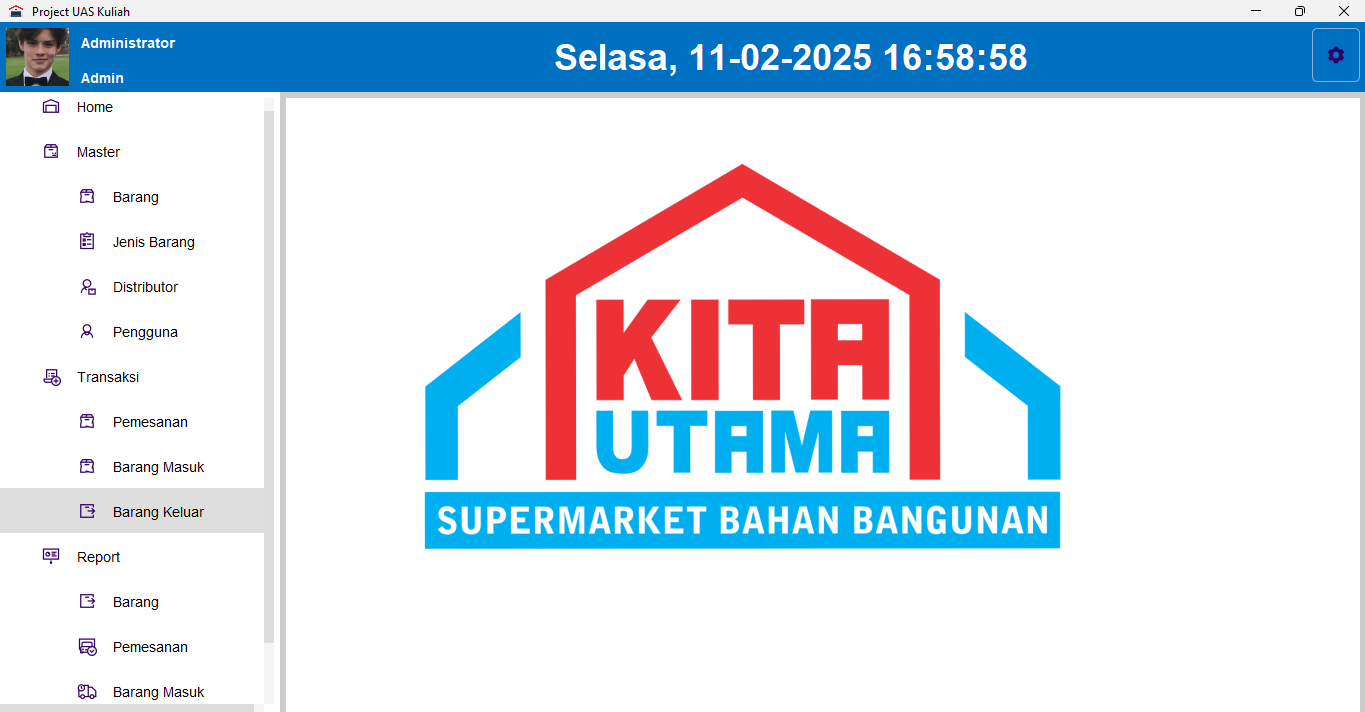 Project UAS Kuliah
Administrator
Admin
Selasa, 11-02-2025 16:58:58
Home
Master
Barang
Jenis Barang
Distributor
Pengguna
Transaksi
Pemesanan
Barang Masuk
Barang Keluar
Report
Barang
Pemesanan
Barang Masuk
KITA
UTAMA
SUPERMARKET BAHAN BANGUNAN